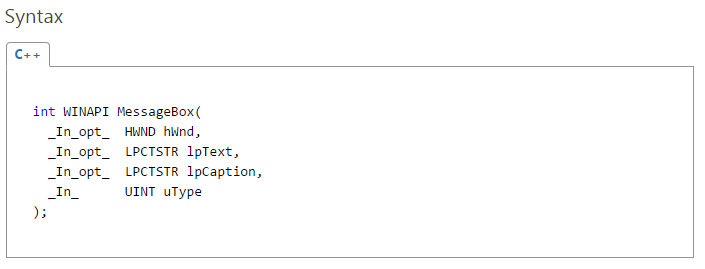 Syntax
C++
int WINAPI MessageBox(
  _In_opt_  HWND hWnd,
  _In_opt_  LPCTSTR lpText,
  _In_opt_  LPCTSTR lpCaption,
  _In_      UINT uType
);